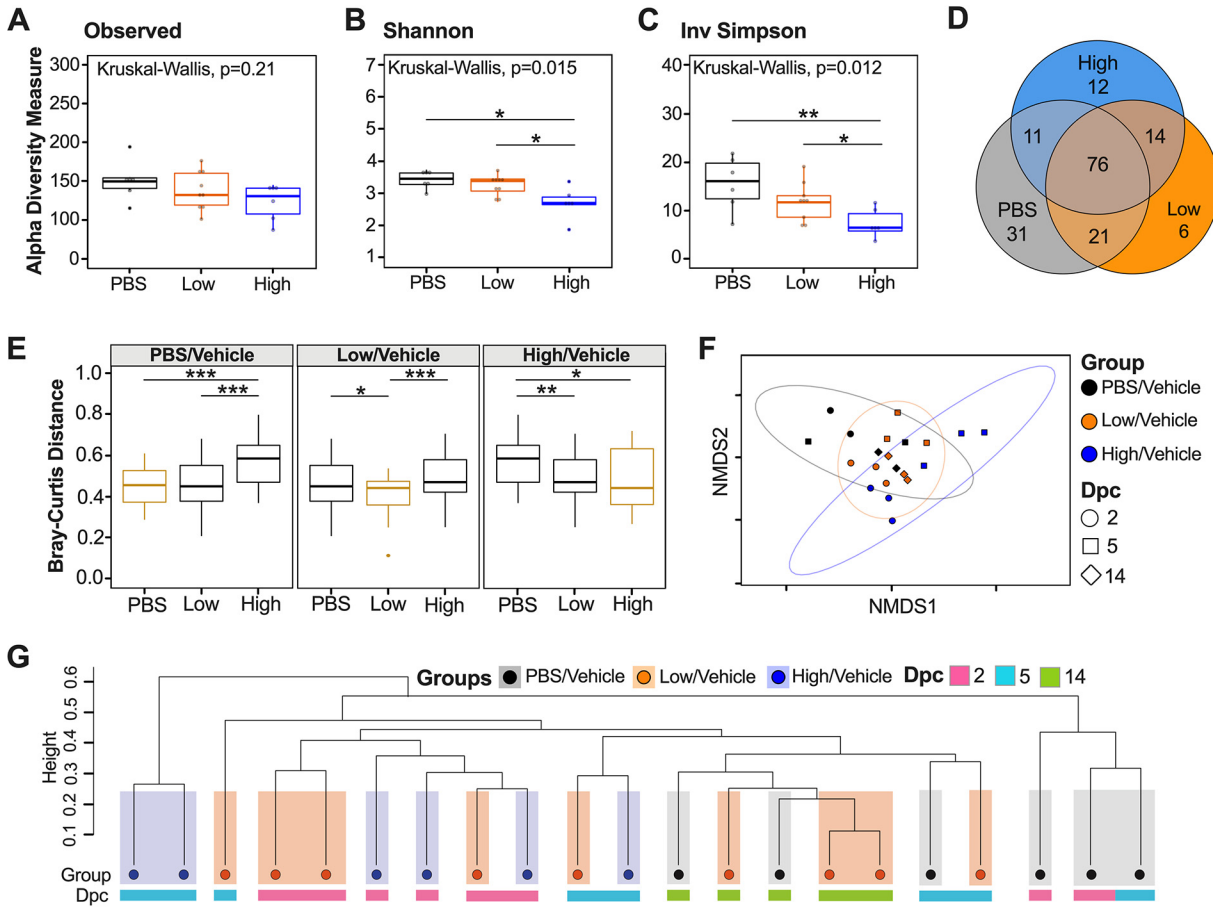 A
Observed
Alpha Diversity Measure
Kruskal-Wallis, p=0.21
300
250
200
150
100
0
PBS
Low
High
B
Shannon
Kruskal-Wallis, p=0.015
7
6
5
4
3
2
1
*
*
PBS
Low
High
C
Inv Simpson
Kruskal-Wallis, p=0.012
40
30
20
10
0
**
*
PBS
Low
High
D
High
12
11
14
76
PBS
31
21
Low
6
E
Bray-Curtis Distance
1.0
0.8
0.6
0.4
0.2
0.0
PBS/Vehicle
***
***
PBS
Low
High
Low/Vehicle
***
*
PBS
Low
High
High/Vehicle
*
**
PBS
Low
High
F
NMDS2
NMDS1
Group
PBS/Vehicle
Low/Vehicle
High/Vehicle
Dpc
2
5
14
G
Groups PBS/Vehicle Low/Vehicle High/Vehicle Dpc 2 5 14
Height
0.6
0.5
0.4
0.3
0.2
0.1
Group
Dpc